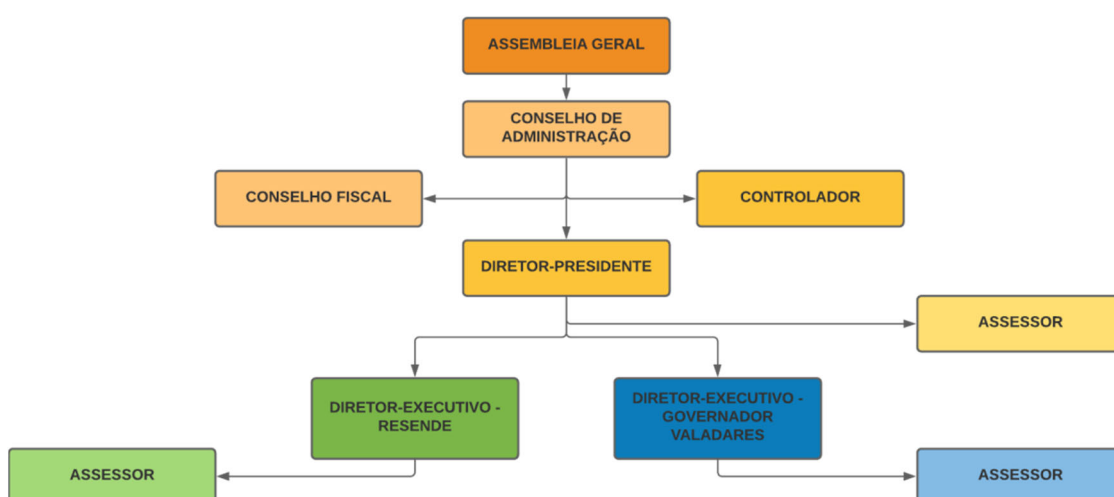 ASSEMBLEIA GERAL
CONSELHO DE
ADMINISTRAÇÃO
CONSELHO FISCAL
CONTROLADOR
DIRETOR-PRESIDENTE
ASSESSOR
DIRETOR-EXECUTIVO -
RESENDE
DIRETOR-EXECUTIVO -
GOVERNADOR
VALADARES
ASSESSOR
ASSESSOR